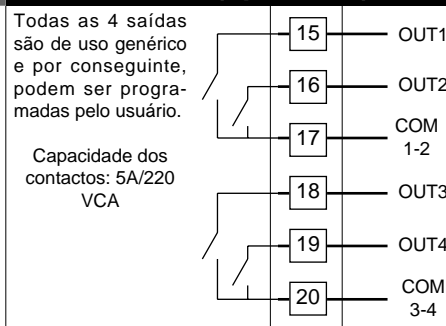 Todas as 4 saídas
são de uso genérico
e por conseguinte,
podem ser progra-
madas pelo usuário.
Capacidade dos
contactos: 5A/220
VCA
15 OUT1
16 OUT2
17 COM
1-2
18 OUT3
19 OUT4
20 COM
3-4